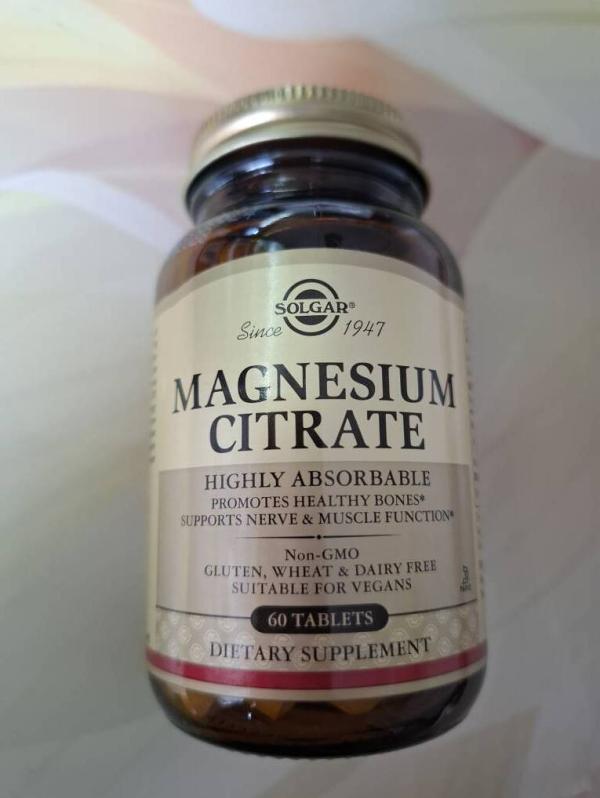 SOLGAR®
Since 1947
MAGNESIUM
CITRATE
HIGHLY ABSORBABLE
PROMOTES HEALTHY BONES*
SUPPORTS NERVE & MUSCLE FUNCTION*
Non-GMO
GLUTEN, WHEAT & DAIRY FREE
SUITABLE FOR VEGANS
60 TABLETS
DIETARY SUPPLEMENT